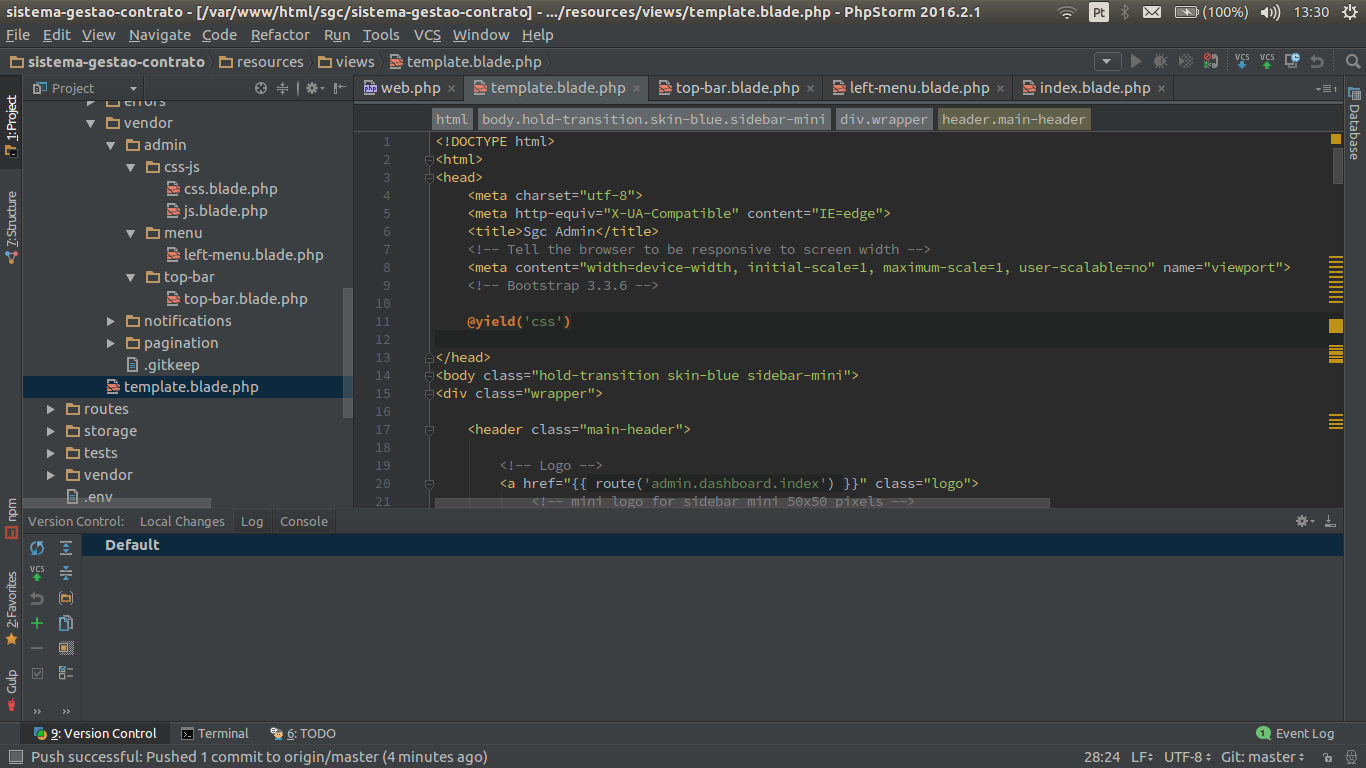 sistema-gestao-contrato - [/var/www/html/sgc/sistema-gestao-contrato] - .../resources/views/template.blade.php - PhpStorm 2016.2.1
Pt
(100%)
13:30
File Edit View Navigate Code Refactor Run Tools VCS Window Help
sistema-gestao-contrato resources views template.blade.php
VCS VCS
Project
web.php template.blade.php top-bar.blade.php left-menu.blade.php index.blade.php
1: Project
7: Structure
npm
2: Favorites
Gulp
errors
vendor
admin
css-js
css.blade.php
js.blade.php
menu
left-menu.blade.php
top-bar
top-bar.blade.php
notifications
pagination
.gitkeep
template.blade.php
routes
storage
tests
vendor
.env
html body.hold-transition.skin-blue.sidebar-mini div.wrapper header.main-header
1 <!DOCTYPE html>
2 <html>
3 <head>
4 <meta charset="utf-8">
5 <meta http-equiv="X-UA-Compatible" content="IE=edge">
6 <title>Sgc Admin</title>
7 <!-- Tell the browser to be responsive to screen width -->
8 <meta content="width=device-width, initial-scale=1, maximum-scale=1, user-scalable=no" name="viewport">
9 <!-- Bootstrap 3.3.6 -->
10
11 @yield('css')
12
13 </head>
14 <body class="hold-transition skin-blue sidebar-mini">
15 <div class="wrapper">
16
17 <header class="main-header">
18
19 <!-- Logo -->
20 <a href="{{ route('admin.dashboard.index') }}" class="logo">
21 <!-- mini logo for sidebar mini 50x50 pixels -->
Database
Version Control: Local Changes Log Console
Default
VCS
9: Version Control Terminal 6: TODO
1 Event Log
Push successful: Pushed 1 commit to origin/master (4 minutes ago)
28:24 LF UTF-8 Git: master